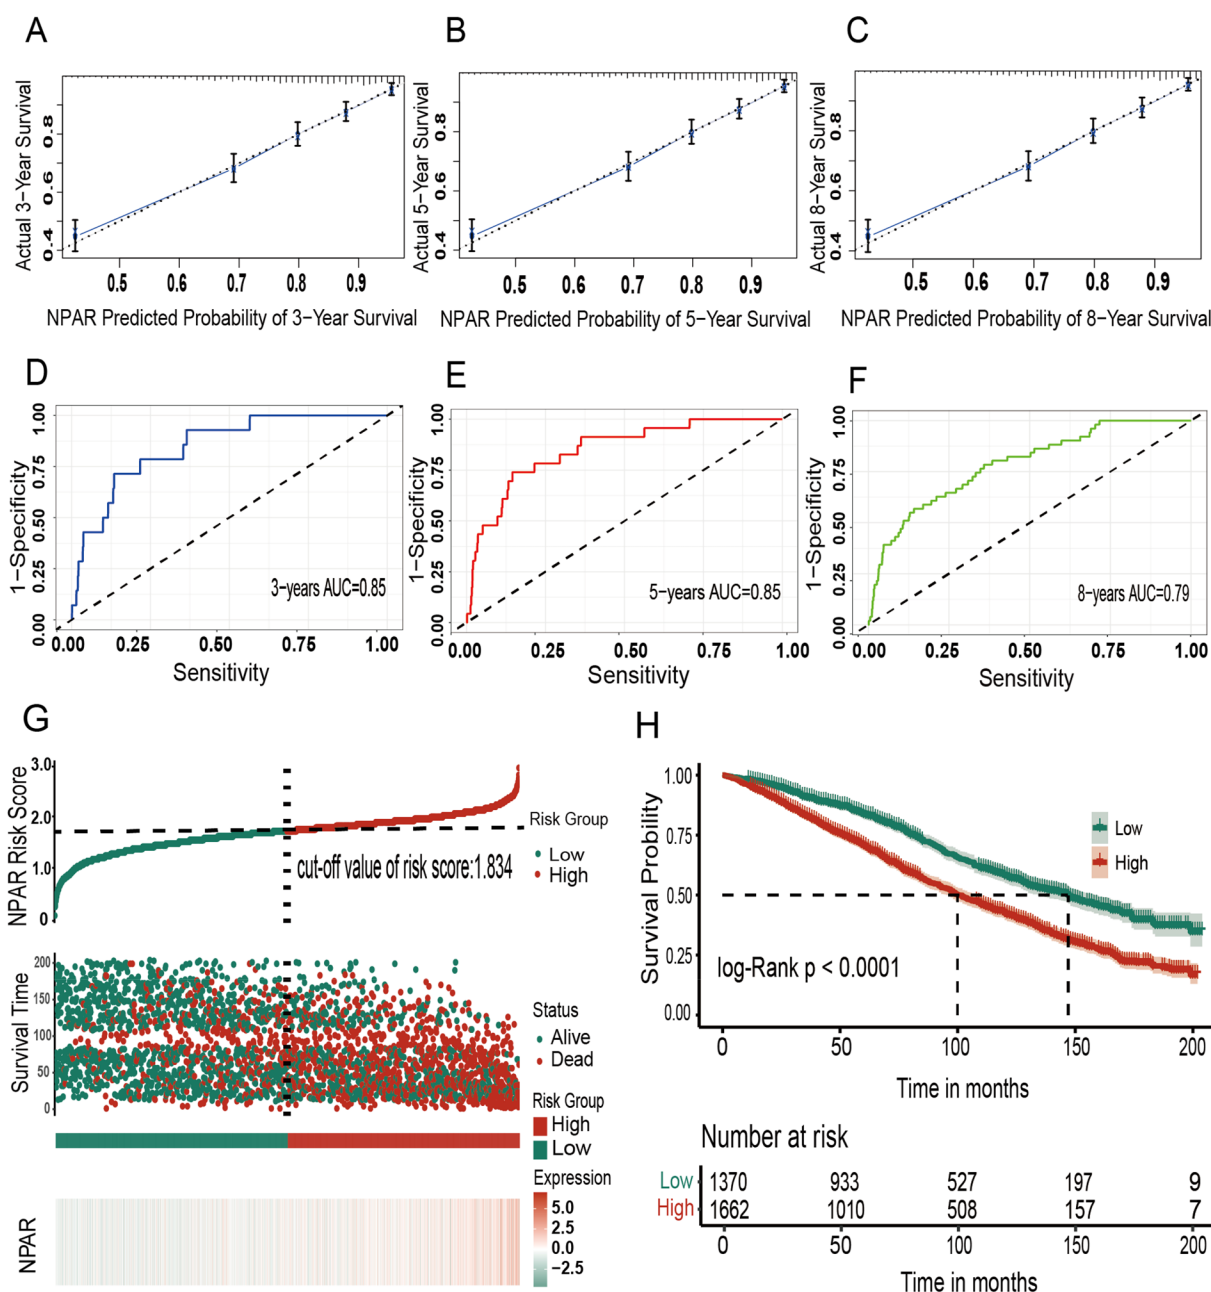 A
B
C
Actual 3-Year Survival
0.4 0.6 0.8
0.5 0.6 0.7 0.8 0.9
NPAR Predicted Probability of 3-Year Survival
Actual 5-Year Survival
0.4 0.6 0.8
0.5 0.6 0.7 0.8 0.9
NPAR Predicted Probability of 5-Year Survival
Actual 8-Year Survival
0.4 0.6 0.8
0.5 0.6 0.7 0.8 0.9
NPAR Predicted Probability of 8-Year Survival
D
1-Specificity
0.00 0.25 0.50 0.75 1.00
3-years AUC=0.85
0.00 0.25 0.50 0.75 1.00
Sensitivity
E
1-Specificity
0.00 0.25 0.50 0.75 1.00
5-years AUC=0.85
0.00 0.25 0.50 0.75 1.00
Sensitivity
F
1-Specificity
0.00 0.25 0.50 0.75 1.00
8-years AUC=0.79
0.00 0.25 0.50 0.75 1.00
Sensitivity
G
NPAR Risk Score
3.0
2.0
1.0
0
cut-off value of risk score:1.834
Risk Group
Low
High
Survival Time
200
150
100
50
0
Status
Alive
Dead
Risk Group
High
Low
NPAR
Expression
5.0
2.5
0.0
-2.5
H
Survival Probility
1.00
0.75
0.50
0.25
0.00
Low
High
log-Rank p < 0.0001
0 50 100 150 200
Time in months
Number at risk
Low 1370 933 527 197 9
High 1662 1010 508 157 7
0 50 100 150 200
Time in months